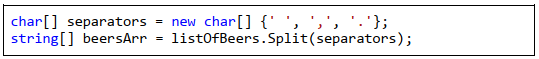 char[] separators = new char[] {' ', ',', '.'};
string[] beersArr = listOfBeers.Split(separators);